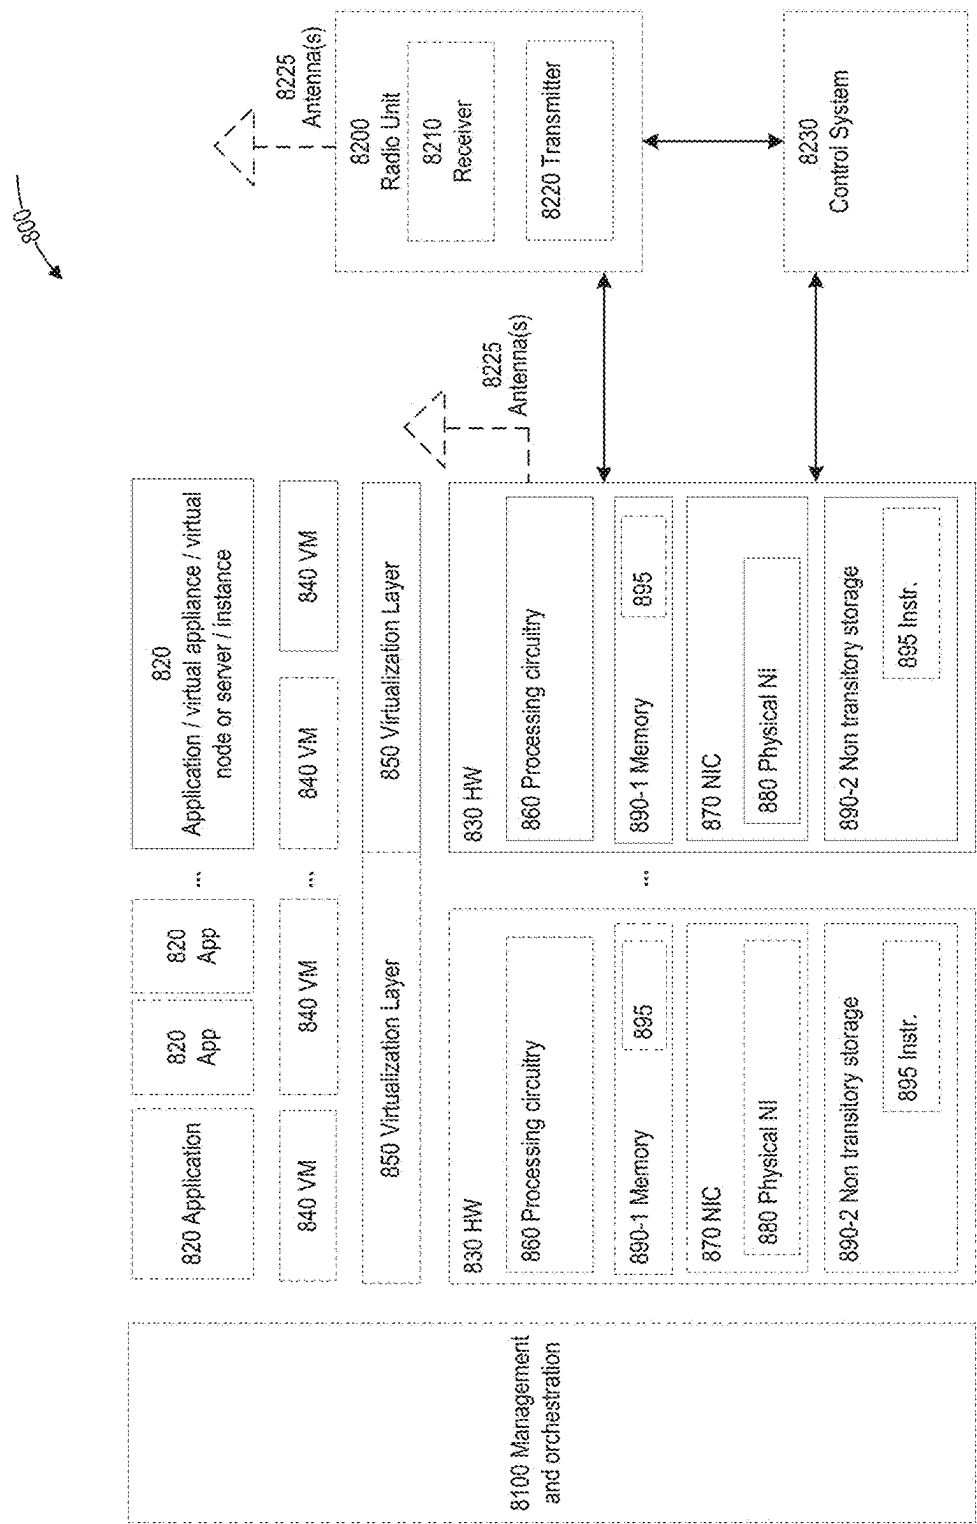 800
8100 Management
and orchestration
820 Application
820
App
820
App
...
820
Application / virtual appliance / virtual
node or server / instance
840 VM
840 VM
...
840 VM
840 VM
850 Virtualization Layer
850 Virtualization Layer
830 HW
860 Processing circuitry
890-1 Memory
895
870 NIC
880 Physical NI
890-2 Non transitory storage
895 Instr.
...
830 HW
860 Processing circuitry
890-1 Memory
895
870 NIC
880 Physical NI
890-2 Non transitory storage
895 Instr.
8225
Antenna(s)
8225
Antenna(s)
8200
Radio Unit
8210
Receiver
8220 Transmitter
8230
Control System